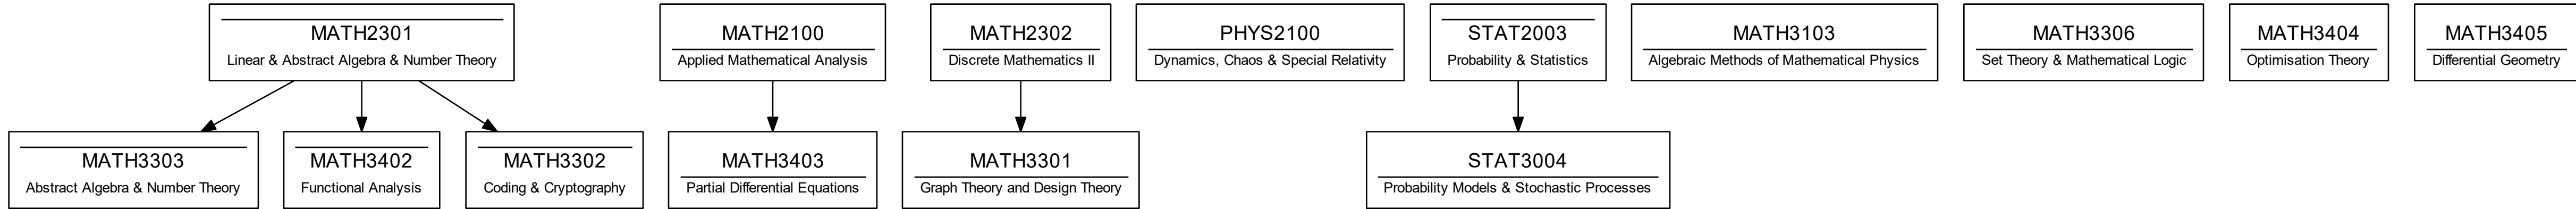 MATH2301
Linear & Abstract Algebra & Number Theory
MATH2100
Applied Mathematical Analysis
MATH2302
Discrete Mathematics II
PHYS2100
Dynamics, Chaos & Special Relativity
STAT2003
Probability & Statistics
MATH3103
Algebraic Methods of Mathematical Physics
MATH3306
Set Theory & Mathematical Logic
MATH3404
Optimisation Theory
MATH3405
Differential Geometry
MATH3303
Abstract Algebra & Number Theory
MATH3402
Functional Analysis
MATH3302
Coding & Cryptography
MATH3403
Partial Differential Equations
MATH3301
Graph Theory and Design Theory
STAT3004
Probability Models & Stochastic Processes